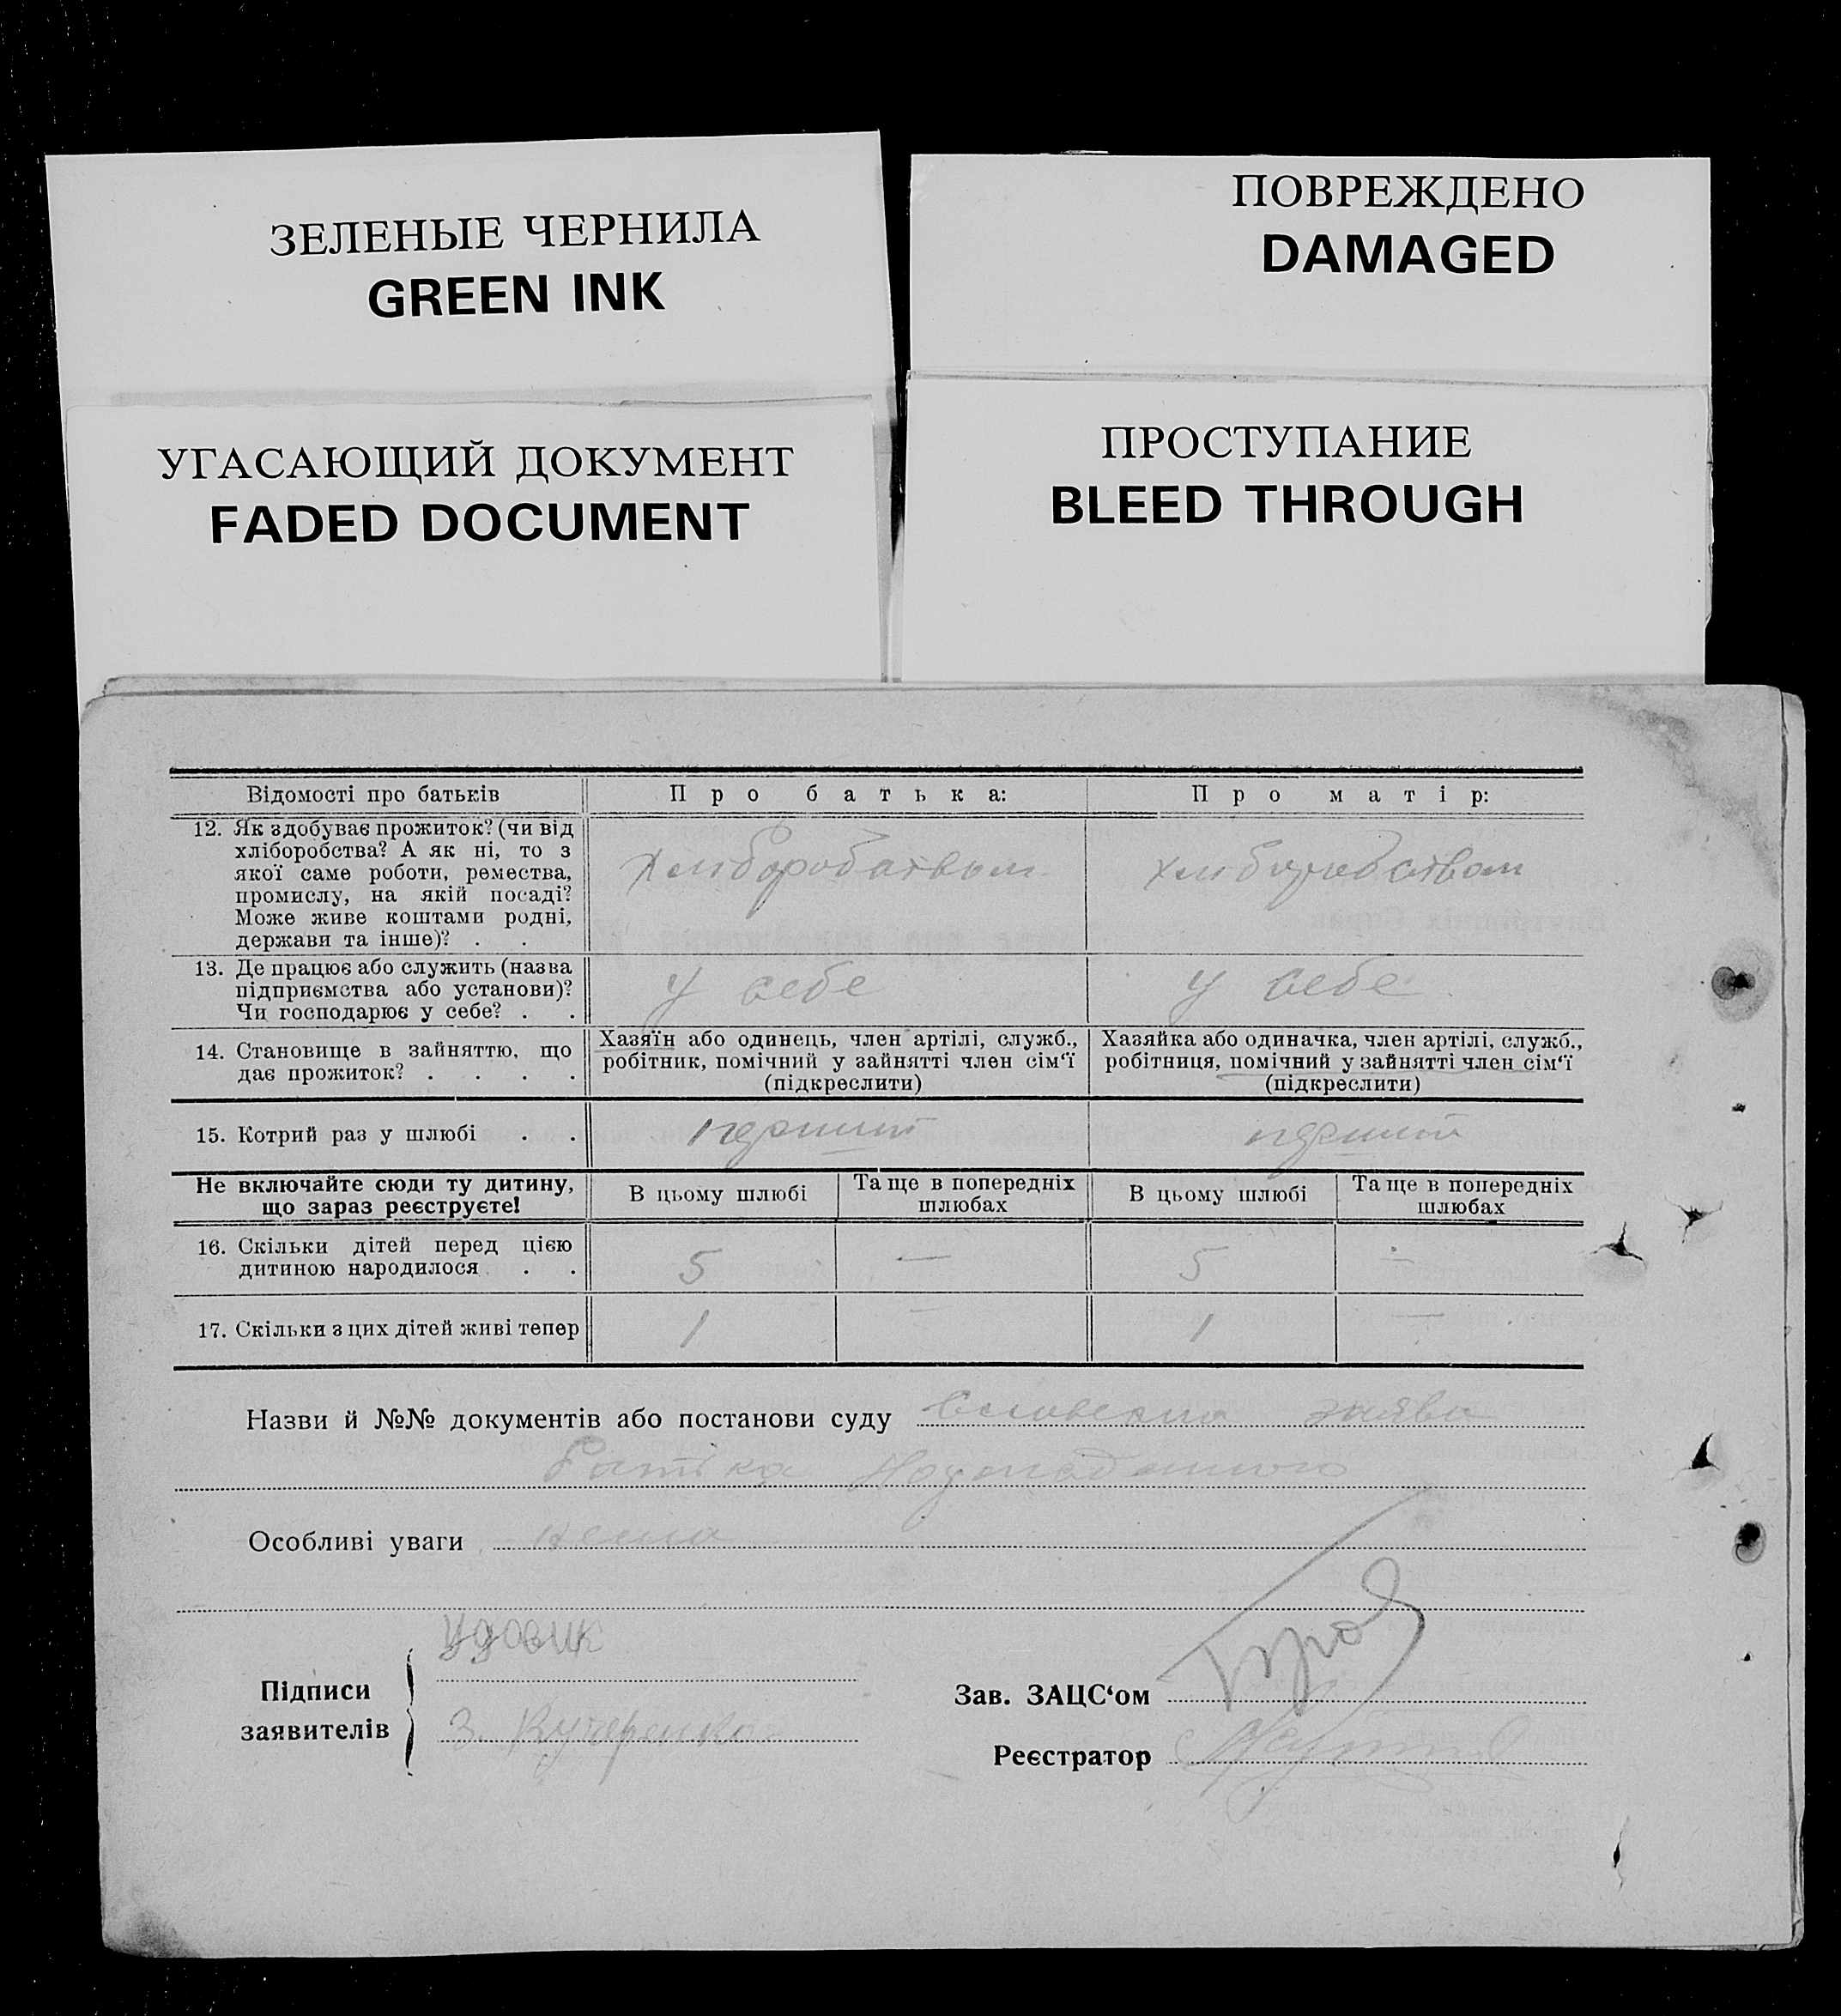 ЗЕЛЕНЫЕ ЧЕРНИЛА
GREEN INK
ПОВРЕЖДЕНО
DAMAGED
УГАСАЮЩИЙ ДОКУМЕНТ
FADED DOCUMENT
ПРОСТУПАНИЕ
BLEED THROUGH
Відомості про батьків
Про батька:
Про матір:
12. Як здобуває прожиток? (чи від
хліборобства? А як ні, то з
якої саме роботи, ремества,
промислу, на якій посаді?
Може живе коштами родні,
держави та інше)? . .
Хлиборобством
хлиборобством
13. Де працює або служить (назва
підприємства або установи)?
Чи господарює у себе? . .
у себе
у себе
14. Становище в зайняттю, що
дає прожиток? . . . .
Хазяїн або одинець, член артілі, служб.,
робітник, помічний у зайнятті член сім‘ї
(підкреслити)
Хазяйка або одиначка, член артілі, служб.,
робітниця, помічний у зайнятті член сім‘ї
(підкреслити)
15. Котрий раз у шлюбі . .
Не включайте сюди ту дитину,
що зараз реєструєте!
В цьому шлюбі
Та ще в попередніх
шлюбах
В цьому шлюбі
Та ще в попередніх
шлюбах
16. Скільки дітей перед цією
дитиною народилося . .
5
—
5
—
17. Скільки з цих дітей живі тепер
1
—
1
—
Назви й №№ документів або постанови суду заява
Особливі уваги нема
Підписи
заявителів
Удовик
З. Кучеренко
Зав. ЗАЦС‘ом
Реєстратор